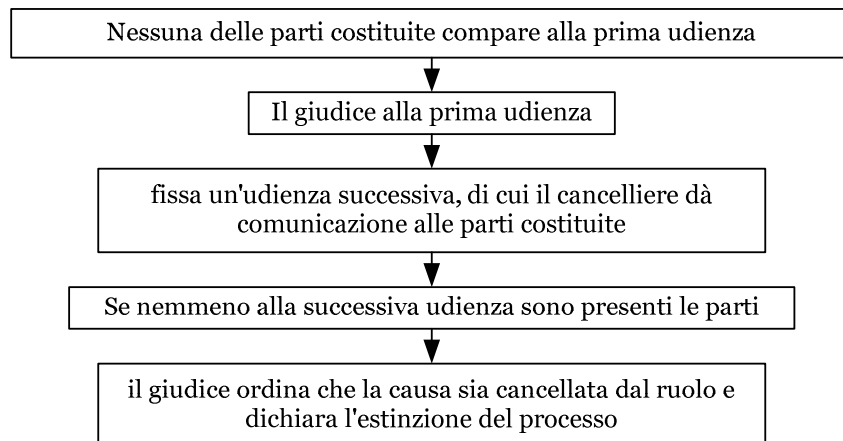 Nessuna delle parti costituite compare alla prima udienza
Il giudice alla prima udienza
fissa un'udienza successiva, di cui il cancelliere dà
comunicazione alle parti costituite
Se nemmeno alla successiva udienza sono presenti le parti
il giudice ordina che la causa sia cancellata dal ruolo e
dichiara l'estinzione del processo